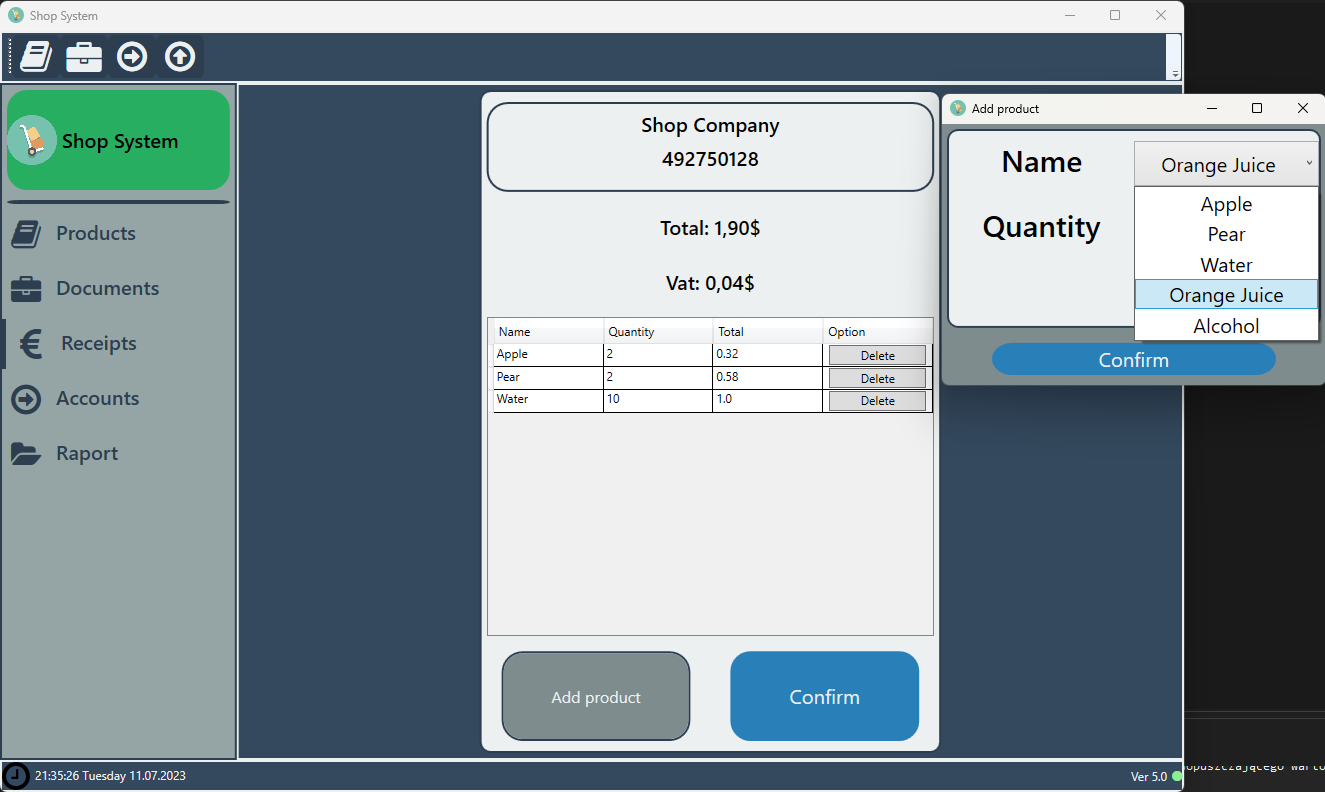 Shop System
Shop System
Products
Documents
Receipts
Accounts
Raport
Shop Company
492750128
Total: 1,90$
Vat: 0,04$
Name Quantity Total Option
Apple 2 0.32 Delete
Pear 2 0.58 Delete
Water 10 1.0 Delete
Add product Confirm
Add product
Name Orange Juice
Quantity
Apple
Pear
Water
Orange Juice
Alcohol
Confirm
21:35:26 Tuesday 11.07.2023
Ver 5.0